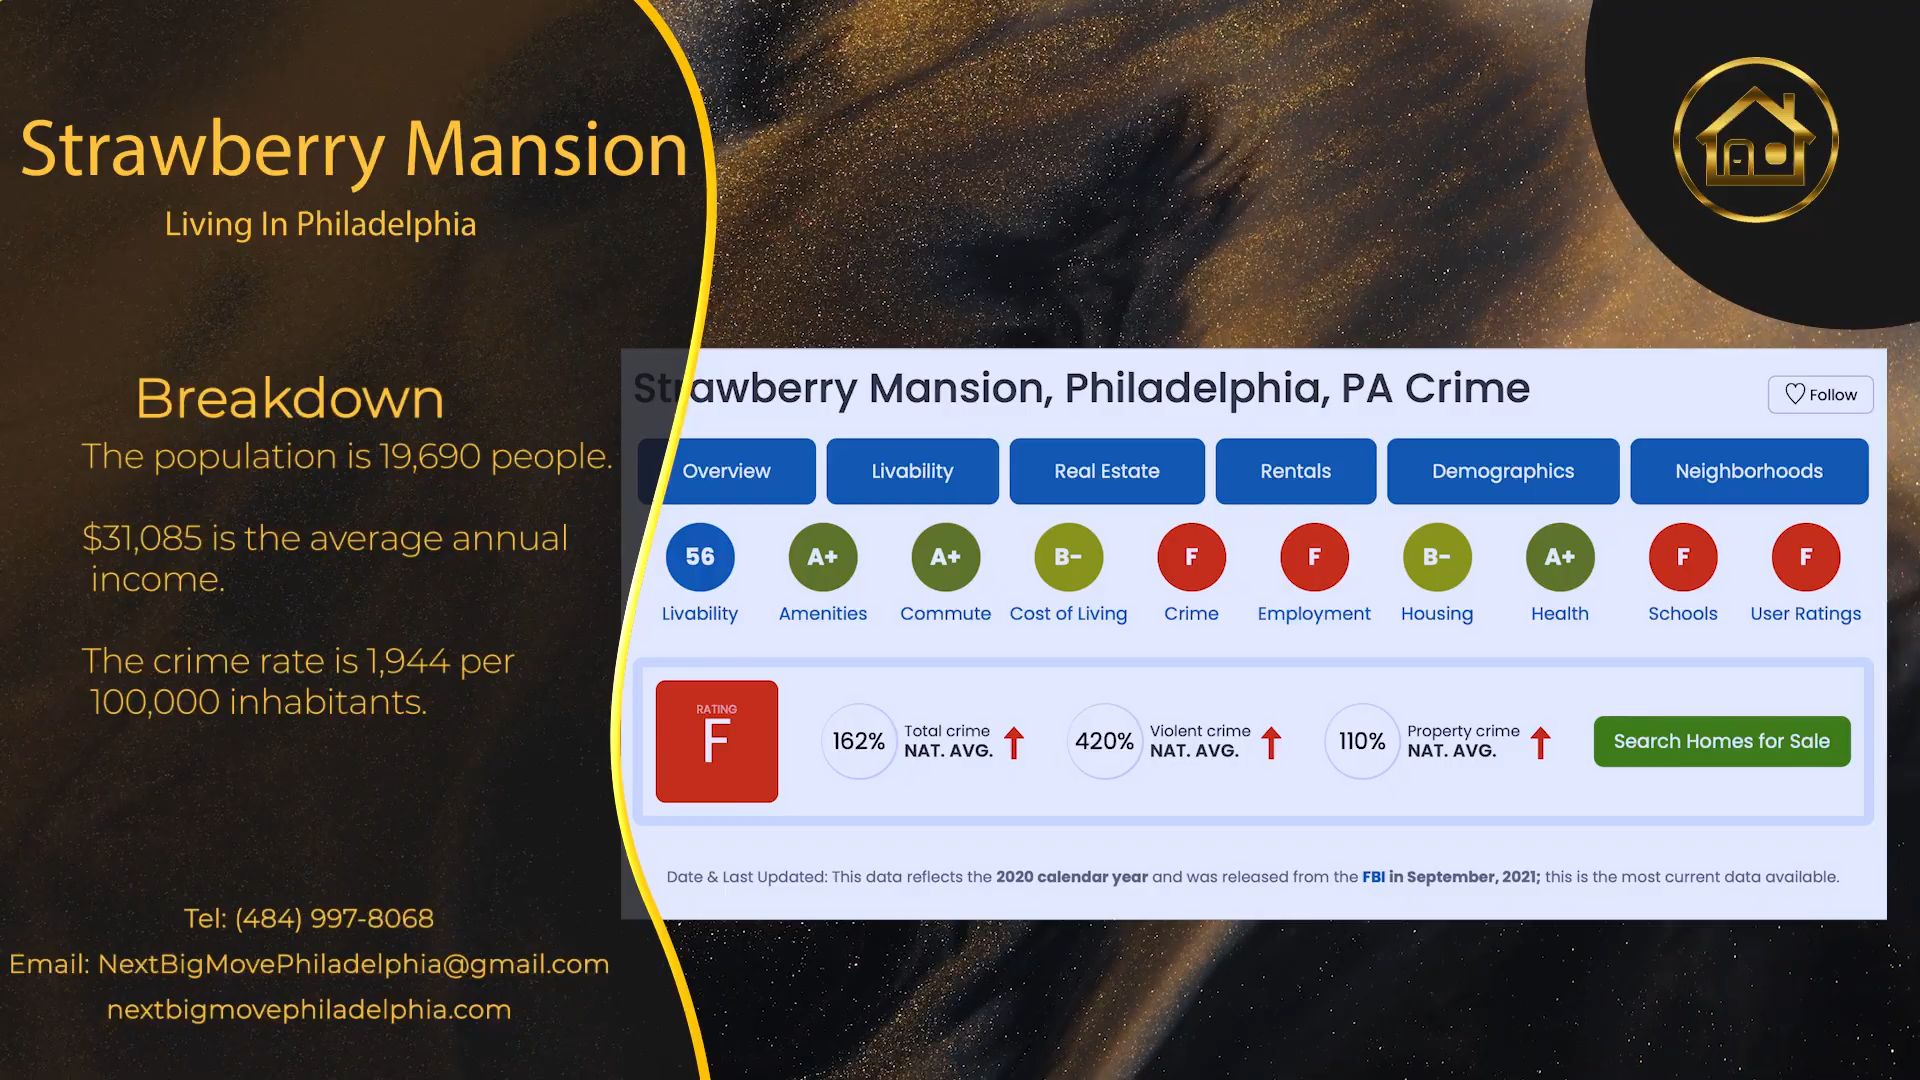 Strawberry Mansion
Living In Philadelphia
Breakdown
The population is 19,690 people.
$31,085 is the average annual
income.
The crime rate is 1,944 per
100,000 inhabitants.
Tel: (484) 997-8068
Email: NextBigMovePhiladelphia@gmail.com
nextbigmovephiladelphia.com
Strawberry Mansion, Philadelphia, PA Crime
Follow
Overview Livability Real Estate Rentals Demographics Neighborhoods
56 A+ A+ B- F F B- A+ F F
Livability Amenities Commute Cost of Living Crime Employment Housing Health Schools User Ratings
RATING
F
162% Total crime NAT. AVG.
420% Violent crime NAT. AVG.
110% Property crime NAT. AVG.
Search Homes for Sale
Date & Last Updated: This data reflects the 2020 calendar year and was released from the FBI in September, 2021; this is the most current data available.